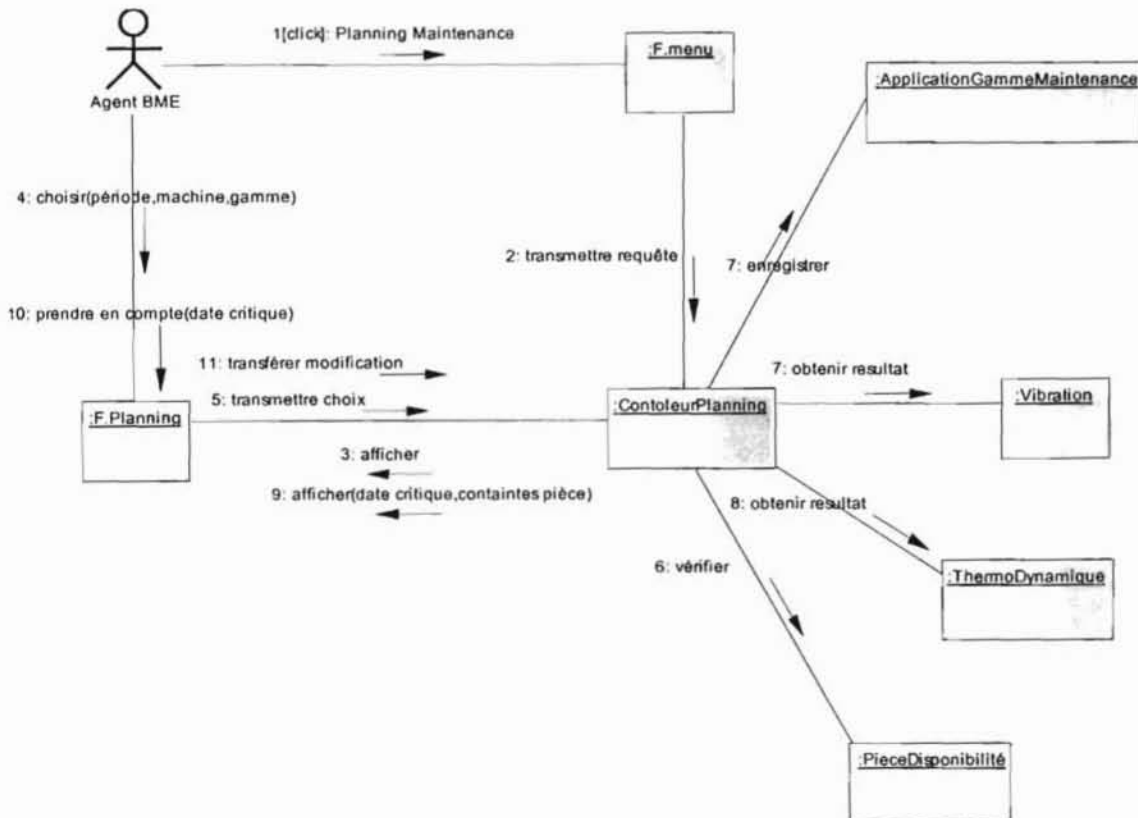 1[click]: Planning Maintenance
:F.menu
:ApplicationGammeMaintenance
Agent BME
4: choisir(période,machine,gamme)
2: transmettre requête
7: enregistrer
10: prendre en compte(date critique)
11: transférer modification
7: obtenir resultat
:F.Planning
5: transmettre choix
:ContoleurPlanning
:Vibration
3: afficher
9: afficher(date critique,containtes pièce)
8: obtenir resultat
6: vérifier
:ThermoDynamique
:PieceDisponibilité